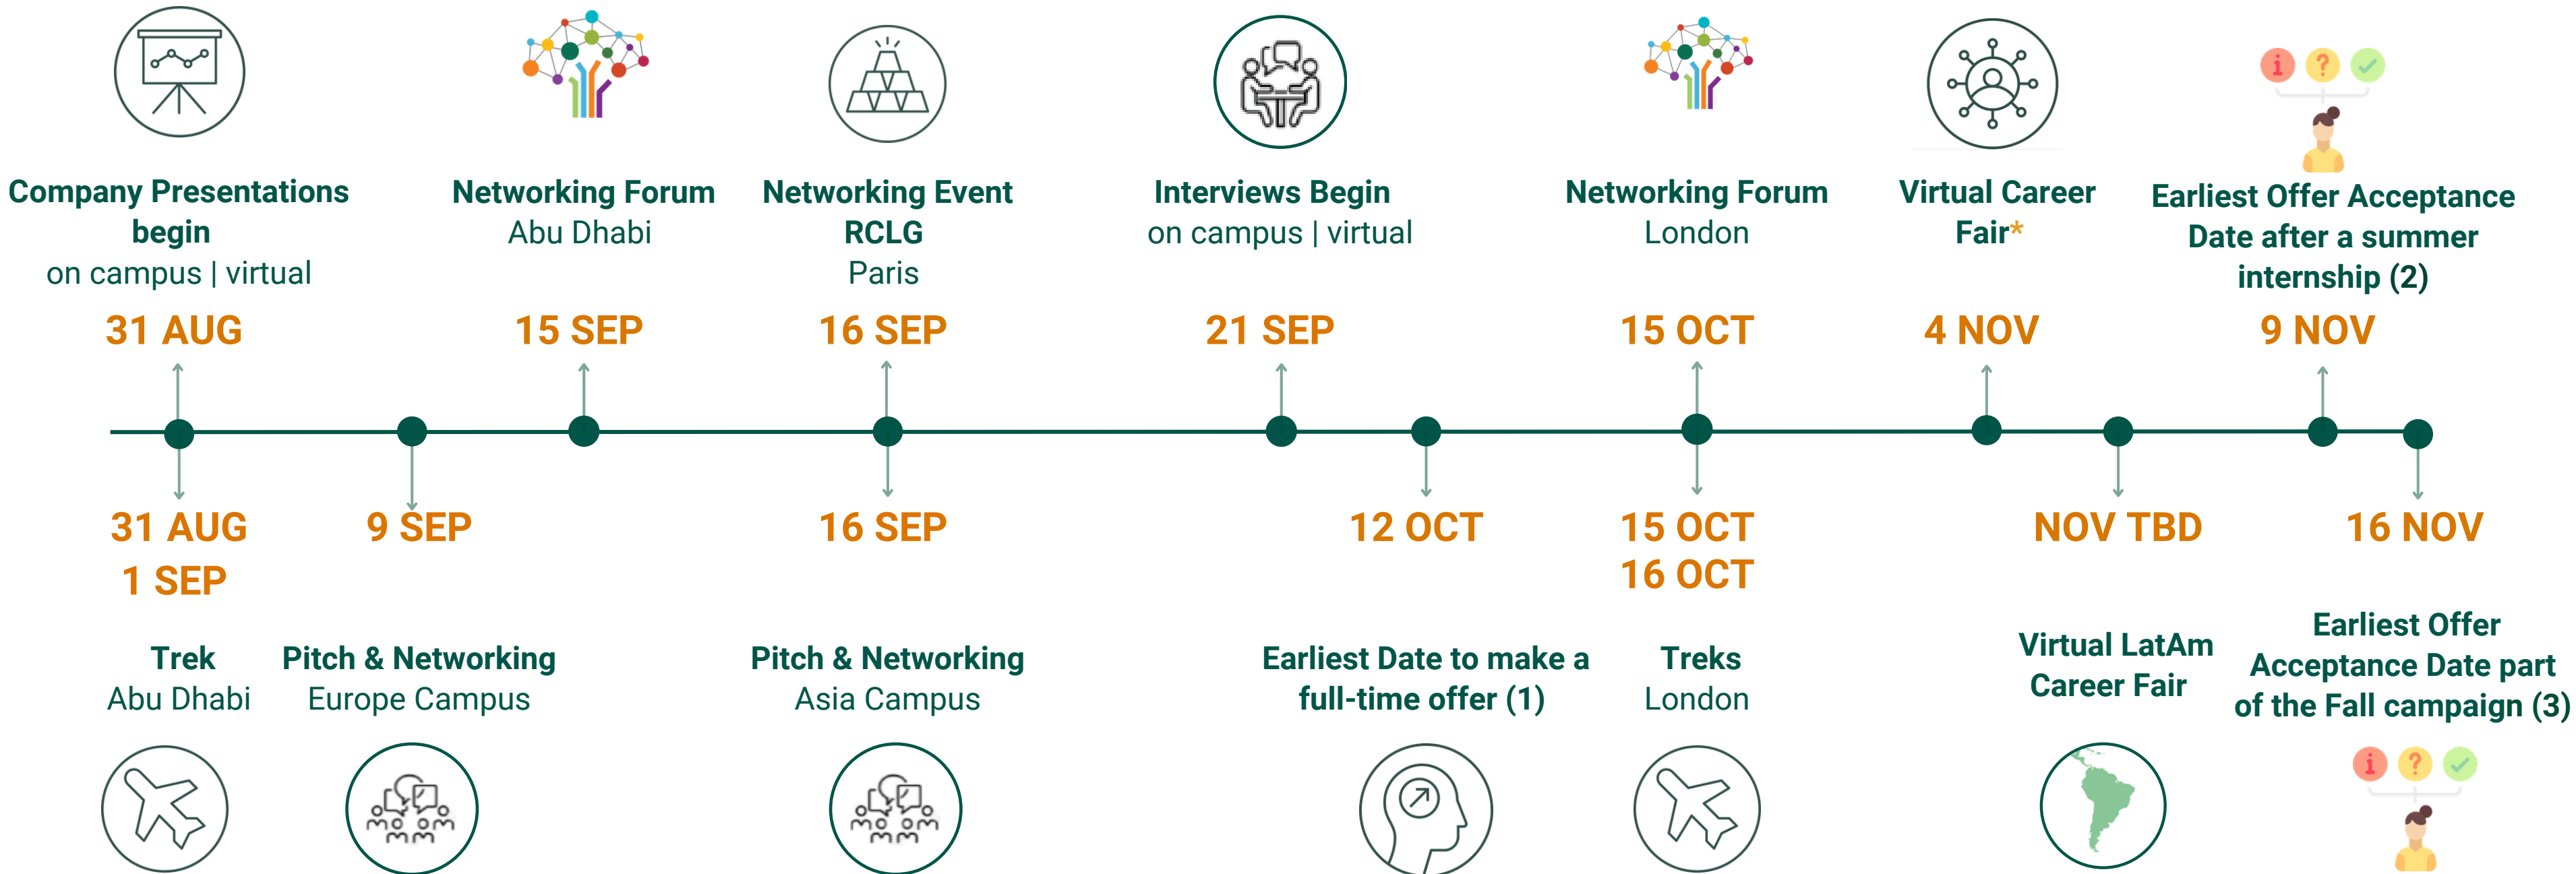 Company Presentations
begin
on campus | virtual
31 AUG
Networking Forum
Abu Dhabi
15 SEP
Networking Event
RCLG
Paris
16 SEP
Interviews Begin
on campus | virtual
21 SEP
Networking Forum
London
15 OCT
Virtual Career
Fair*
4 NOV
i ? ✓
Earliest Offer Acceptance
Date after a summer
internship (2)
9 NOV
31 AUG
1 SEP
Trek
Abu Dhabi
9 SEP
Pitch & Networking
Europe Campus
16 SEP
Pitch & Networking
Asia Campus
12 OCT
Earliest Date to make a
full-time offer (1)
15 OCT
16 OCT
Treks
London
NOV TBD
Virtual LatAm
Career Fair
16 NOV
Earliest Offer
Acceptance Date part
of the Fall campaign (3)
i ? ✓